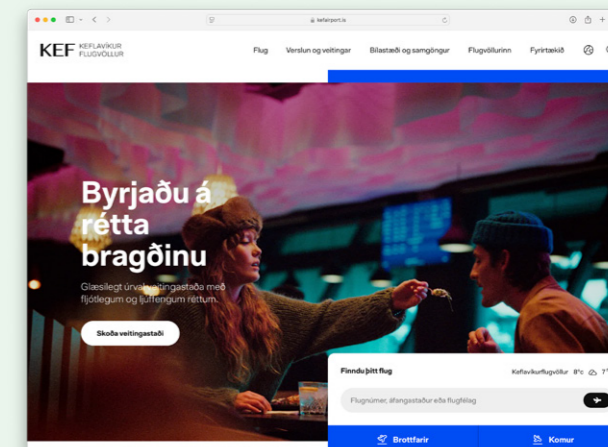 kefairport.is
KEF KEFLAVÍKUR
FLUGVÖLLUR
Flug Verslun og veitingar Bílastæði og samgöngur Flugvöllurinn Fyrirtækið
Byrjaðu á
rétta
bragðinu
Glæsilegt úrval veitingastaða með
fljótlegum og ljúffengum réttum.
Skoða veitingastaði
Finndu þitt flug Keflavíkurflugvöllur 8°c 7
Flugnúmer, áfangastaður eða flugfélag
Brottfarir Komur